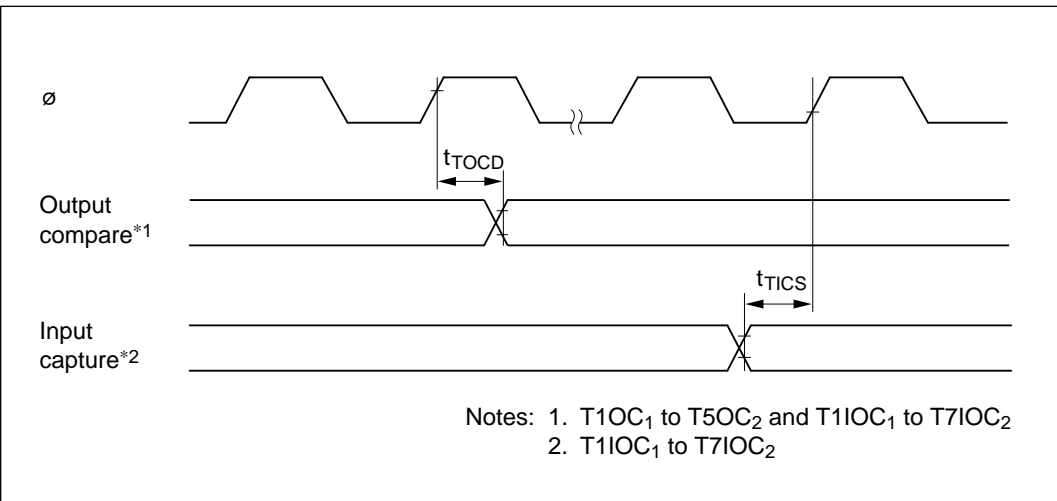 ø
tTOCD
Output
compare*1
tTICS
Input
capture*2
Notes: 1. T1OC1 to T5OC2 and T1IOC1 to T7IOC2
2. T1IOC1 to T7IOC2